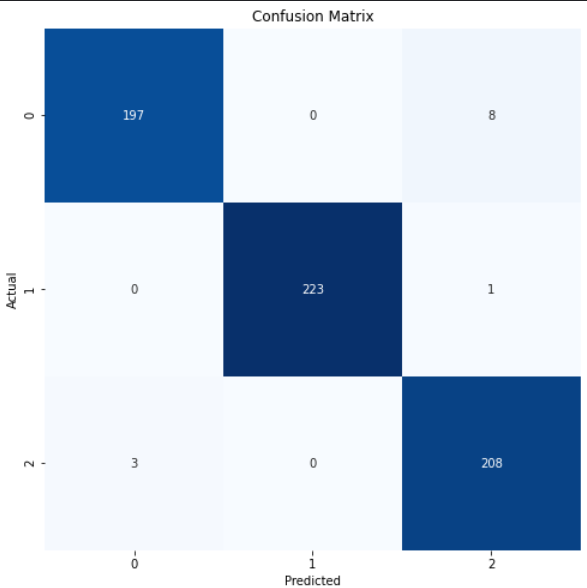 Confusion Matrix
0 197 0 8
Actual
1 0 223 1
2 3 0 208
0 1 2
Predicted